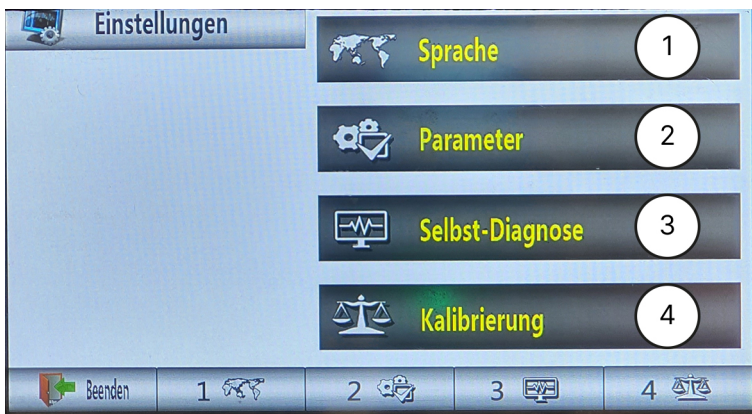 Einstellungen
Sprache 1
Parameter 2
Selbst-Diagnose 3
Kalibrierung 4
Beenden 1 2 3 4